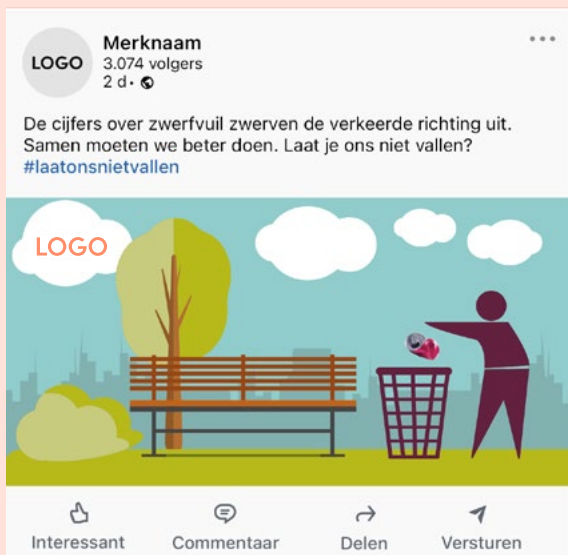 LOGO
Merknaam
3.074 volgers
2 d •
De cijfers over zwerfvuil zwerven de verkeerde richting uit.
Samen moeten we beter doen. Laat je ons niet vallen?
#laatonsnietvallen
LOGO
Interessant
Commentaar
Delen
Versturen